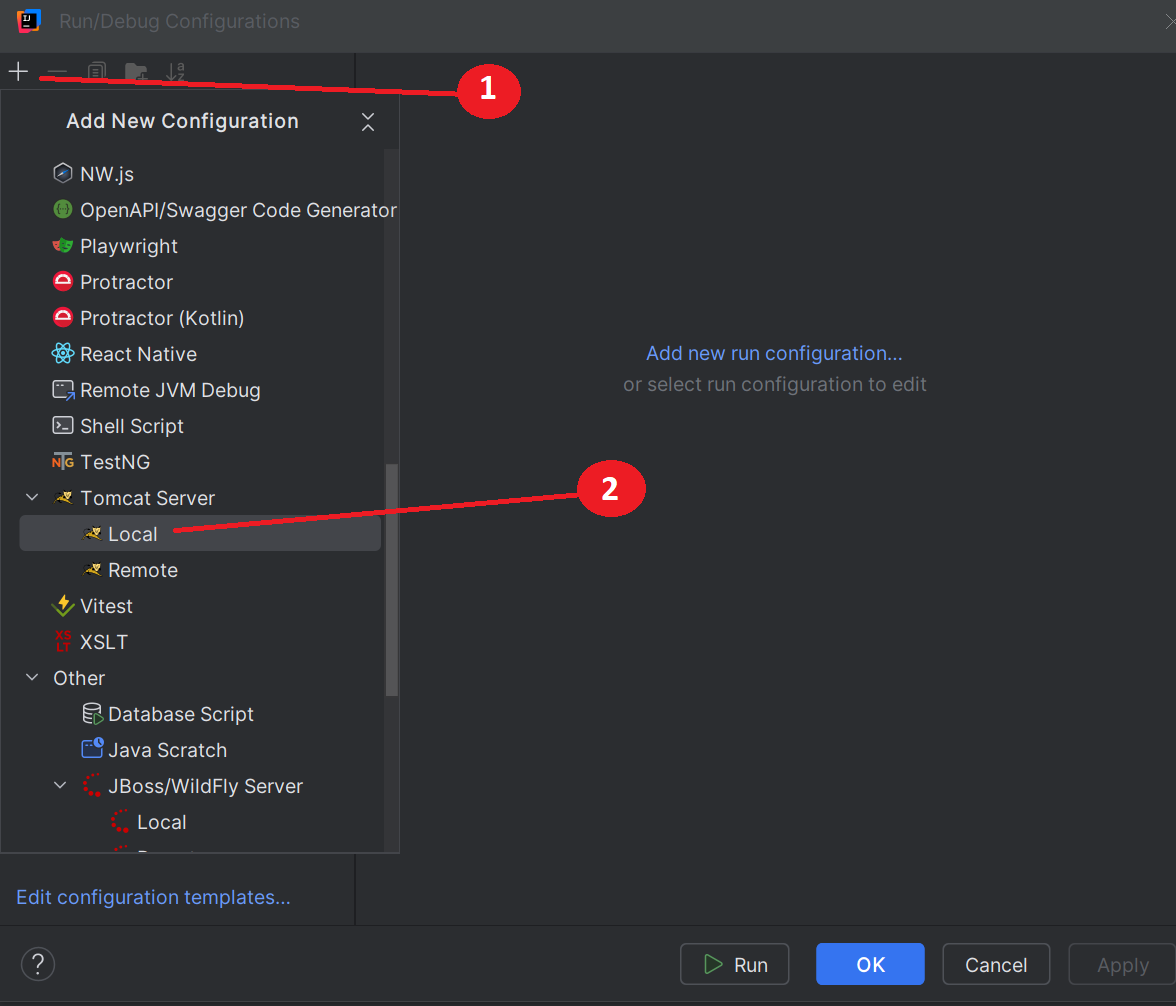 Run/Debug Configurations
1
Add New Configuration
NW.js
OpenAPI/Swagger Code Generator
Playwright
Protractor
Protractor (Kotlin)
React Native
Remote JVM Debug
Shell Script
TestNG
Tomcat Server
2
Local
Remote
Vitest
XSLT
Other
Database Script
Java Scratch
JBoss/WildFly Server
Local
Add new run configuration...
or select run configuration to edit
Edit configuration templates...
?
Run
OK
Cancel
Apply